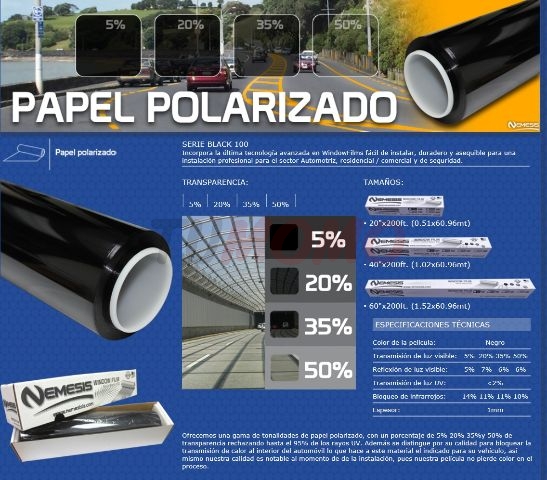 5% 20% 35% 50%
PAPEL POLARIZADO
NEMESIS
Papel polarizado
SERIE BLACK 100
Incorpora la última tecnología avanzada en WindowFilms fácil de instalar, duradero y asequible para una
instalación profesional para el sector Automotriz, residencial / comercial y de seguridad.
TRANSPARENCIA:
5% 20% 35% 50%
5%
20%
35%
50%
TAMAÑOS:
NEMESIS
• 20"x200ft. (0.51x60.96mt)
NEMESIS
• 40"x200ft. (1.02x60.96mt)
NEMESIS
• 60"x200ft. (1.52x60.96mt)
ESPECIFICACIONES TÉCNICAS
Color de la película: Negro
Transmisión de luz visible: 5% 20% 35% 50%
Reflexión de luz visible: 5% 7% 6% 6%
Transmisión de luz UV: <2%
Bloqueo de infrarrojos: 14% 11% 11% 10%
Espesor: 1mm
NEMESIS WINDOW FILM
Ofrecemos una gama de tonalidades de papel polarizado, con un porcentaje de 5% 20% 35%y 50% de
transparencia rechazando hasta el 95% de los rayos UV. Además se distingue por su calidad para bloquear la
transmisión de calor al interior del automóvil lo que hace a este material el indicado para su vehículo, así
mismo nuestra calidad es notable al momento de de la instalación, pues nuestra película no pierde color en el
proceso.